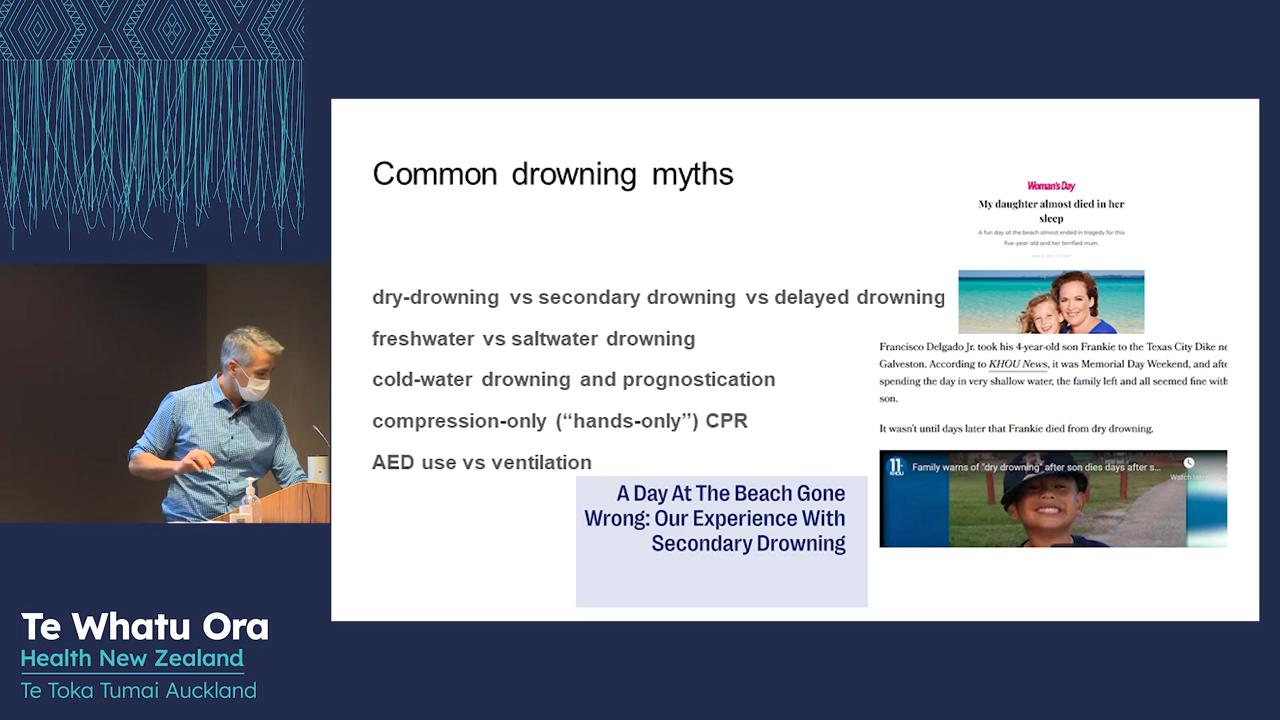 Common drowning myths
dry-drowning vs secondary drowning vs delayed drowning
freshwater vs saltwater drowning
cold-water drowning and prognostication
compression-only (“hands-only”) CPR
AED use vs ventilation
A Day At The Beach Gone
Wrong: Our Experience With
Secondary Drowning
Woman's Day
My daughter almost died in her
sleep
A fun day at the beach almost ended in tragedy for this
five-year-old and her terrified mum.
Francisco Delgado Jr. took his 4-year-old son Frankie to the Texas City Dike ne
Galveston. According to KHOU News, it was Memorial Day Weekend, and afte
spending the day in very shallow water, the family left and all seemed fine with
son.
It wasn't until days later that Frankie died from dry drowning.
11
KHOU
Family warns of "dry drowning" after son dies days after s...
Te Whatu Ora
Health New Zealand
Te Toka Tumai Auckland